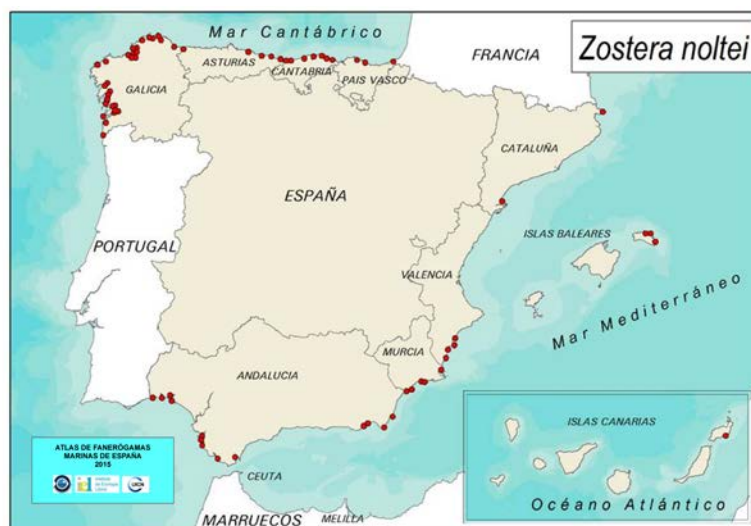 Mar Cantábrico
Zostera noltei
FRANCIA
ASTURIAS
CANTABRIA
PAIS VASCO
GALICIA
CATALUÑA
ESPAÑA
ISLAS BALEARES
PORTUGAL
VALENCIA
Mar Mediterráneo
MURCIA
ANDALUCIA
ISLAS CANARIAS
ATLAS DE FANERÓGAMAS
MARINAS DE ESPAÑA
2015
CEUTA
Océano Atlántico
MARRUECOS
MELILLA